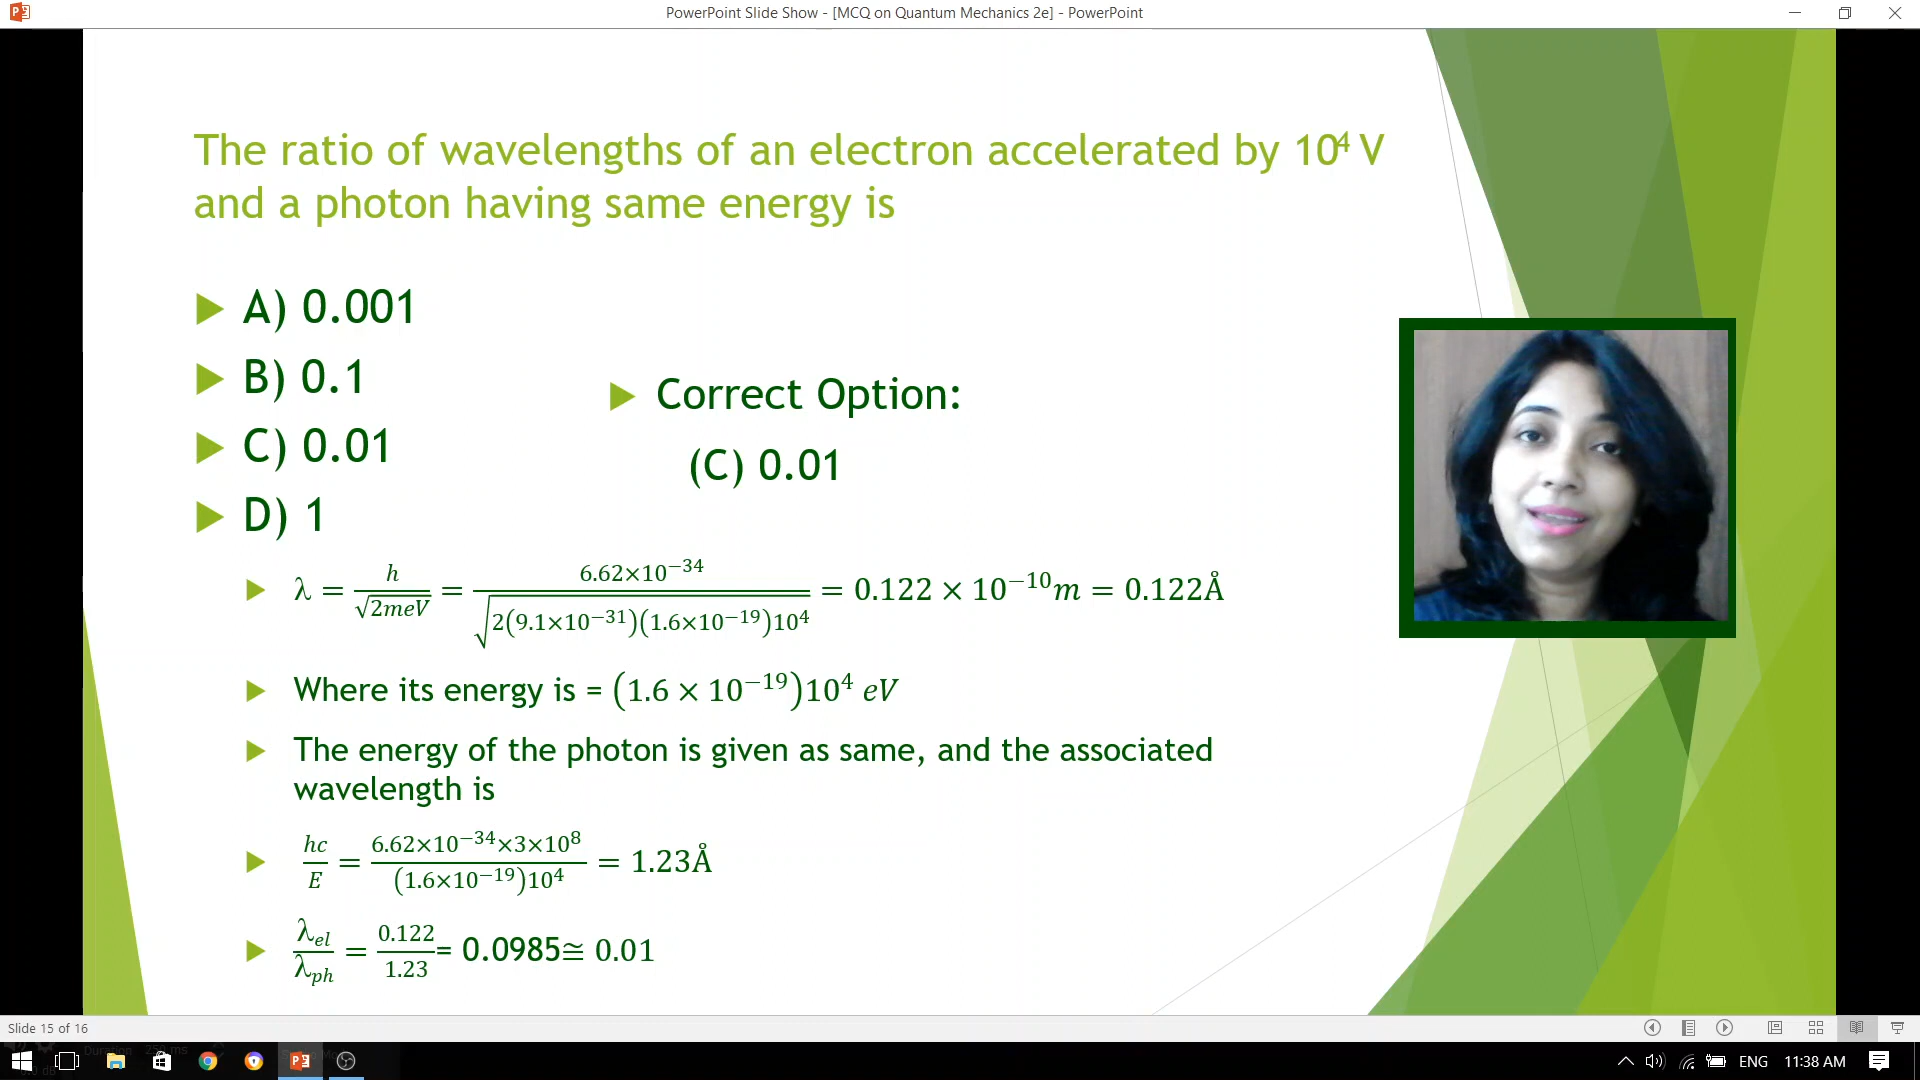 PowerPoint Slide Show - [MCQ on Quantum Mechanics 2e] - PowerPoint
The ratio of wavelengths of an electron accelerated by 10⁴ V
and a photon having same energy is
A) 0.001
B) 0.1
C) 0.01
D) 1
Correct Option:
(C) 0.01
λ = h/√2meV = 6.62×10⁻³⁴/√2(9.1×10⁻³¹)(1.6×10⁻¹⁹)10⁴ = 0.122 × 10⁻¹⁰m = 0.122Å
Where its energy is = (1.6 × 10⁻¹⁹)10⁴ eV
The energy of the photon is given as same, and the associated
wavelength is
hc/E = 6.62×10⁻³⁴×3×10⁸/(1.6×10⁻¹⁹)10⁴ = 1.23Å
λel/λph = 0.122/1.23= 0.0985≅ 0.01
Slide 15 of 16
Duration 250 ms
ENG 11:38 AM